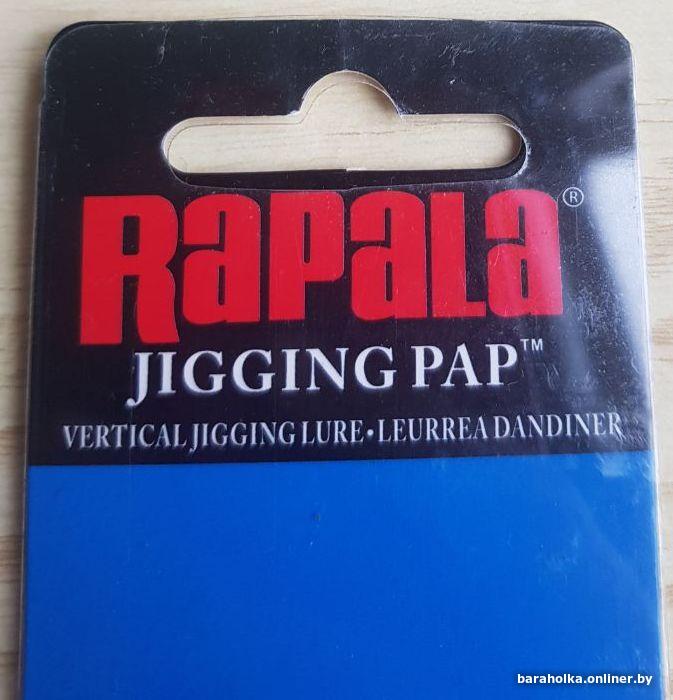 Rapala®
JIGGING PAP™
VERTICAL JIGGING LURE•LEURREA DANDINER
baraholka.onliner.by